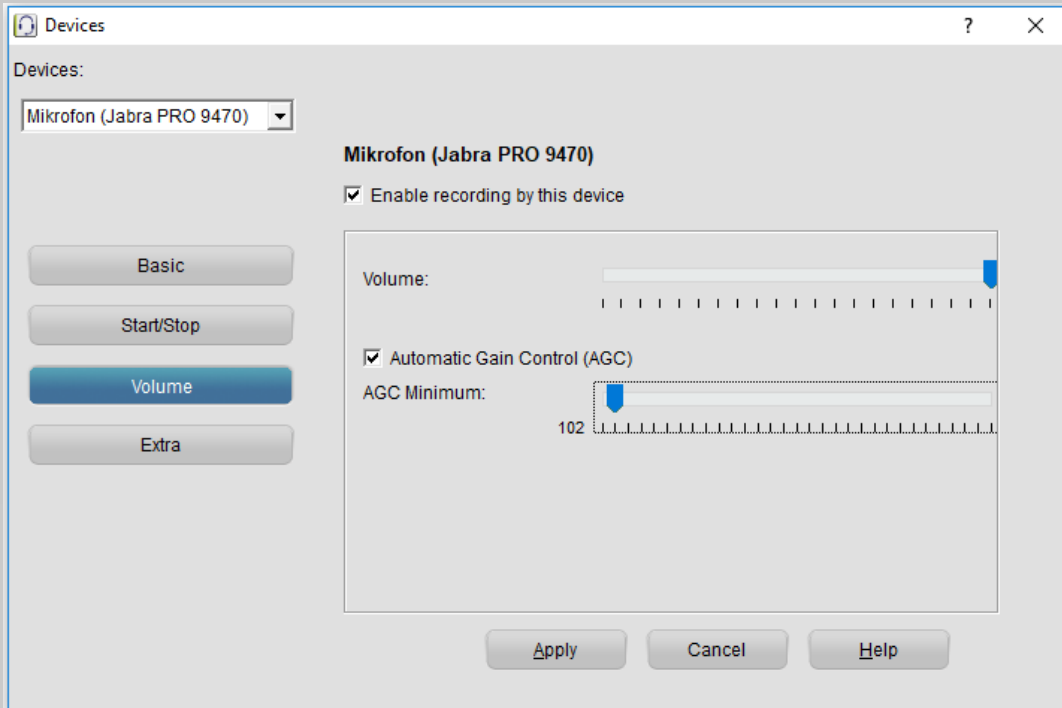 Devices
?
Devices:
Mikrofon (Jabra PRO 9470)
Mikrofon (Jabra PRO 9470)
Enable recording by this device
Basic
Start/Stop
Volume
Extra
Volume:
Automatic Gain Control (AGC)
AGC Minimum:
102
Apply
Cancel
Help